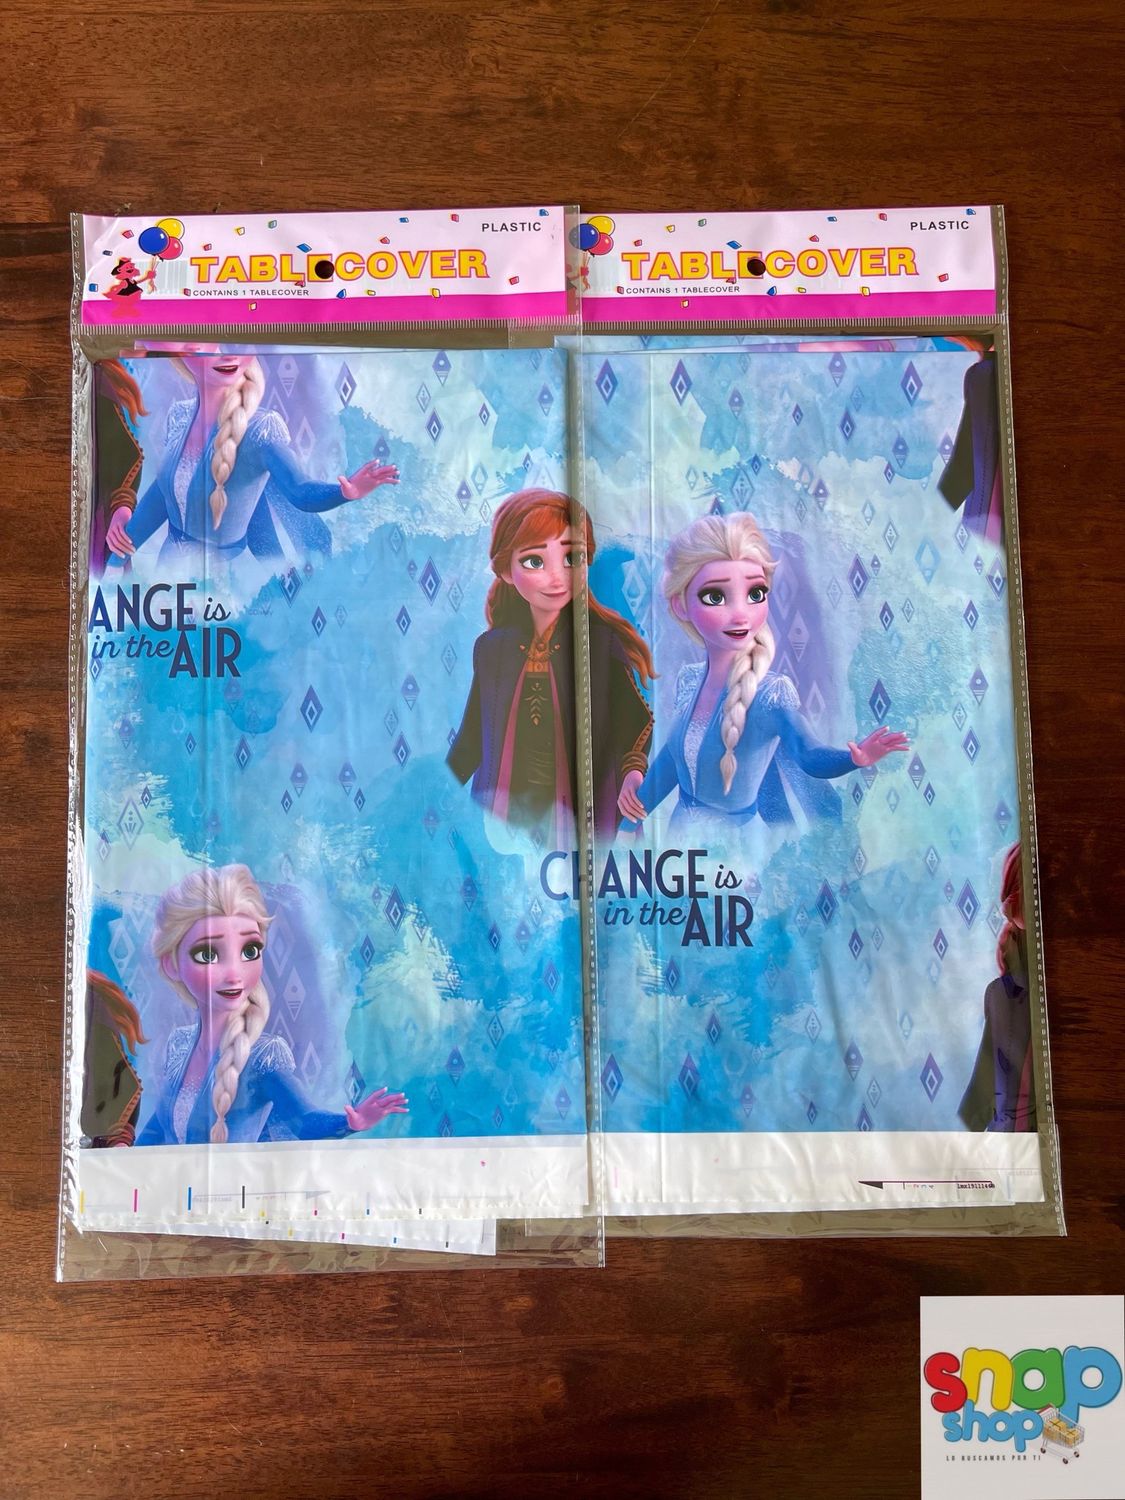 PLASTIC
TABLECOVER
CONTAINS 1 TABLECOVER
PLASTIC
TABLECOVER
CONTAINS 1 TABLECOVER
ANGE is
in the AIR
CHANGE is
in the AIR
snap
shop
LO BUSCAMOS POR TI